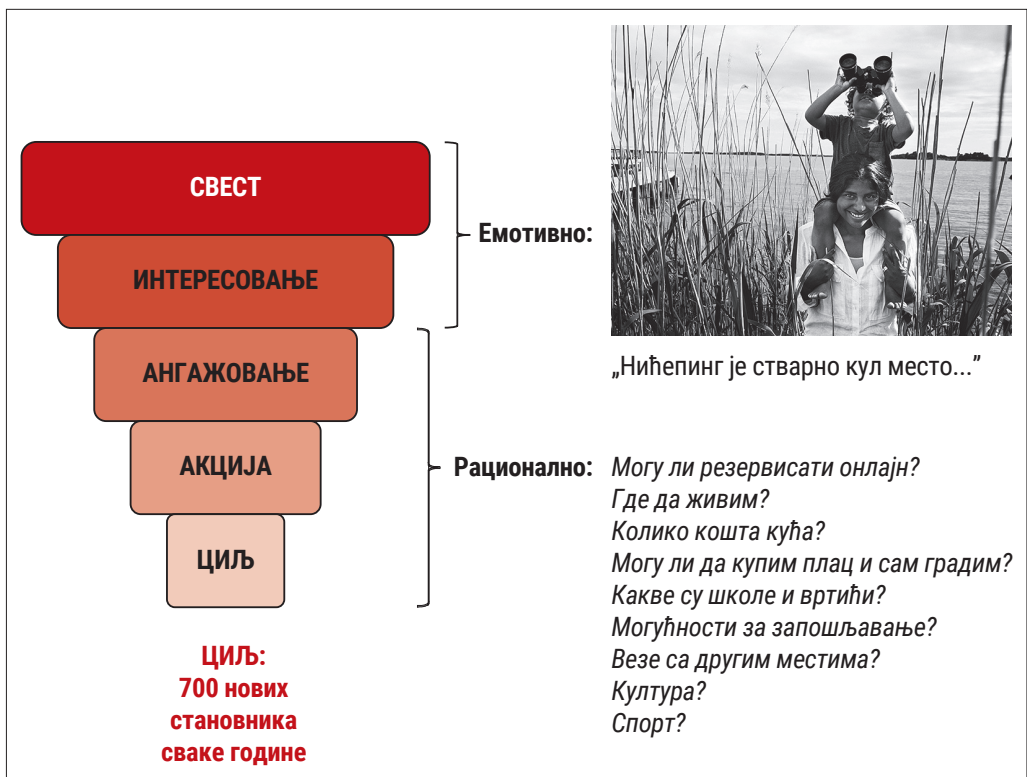 СВЕСТ
ИНТЕРЕСОВАЊЕ
АНГАЖОВАЊЕ
АКЦИЈА
ЦИЉ
ЦИЉ:
700 нових
становника
сваке године
Емотивно:
„Нићепинг је стварно кул место...”
Рационално:
Могу ли резервисати онлајн?
Где да живим?
Колико кошта кућа?
Могу ли да купим плац и сам градим?
Какве су школе и вртићи?
Могућности за запошљавање?
Везе са другим местима?
Култура?
Спорт?